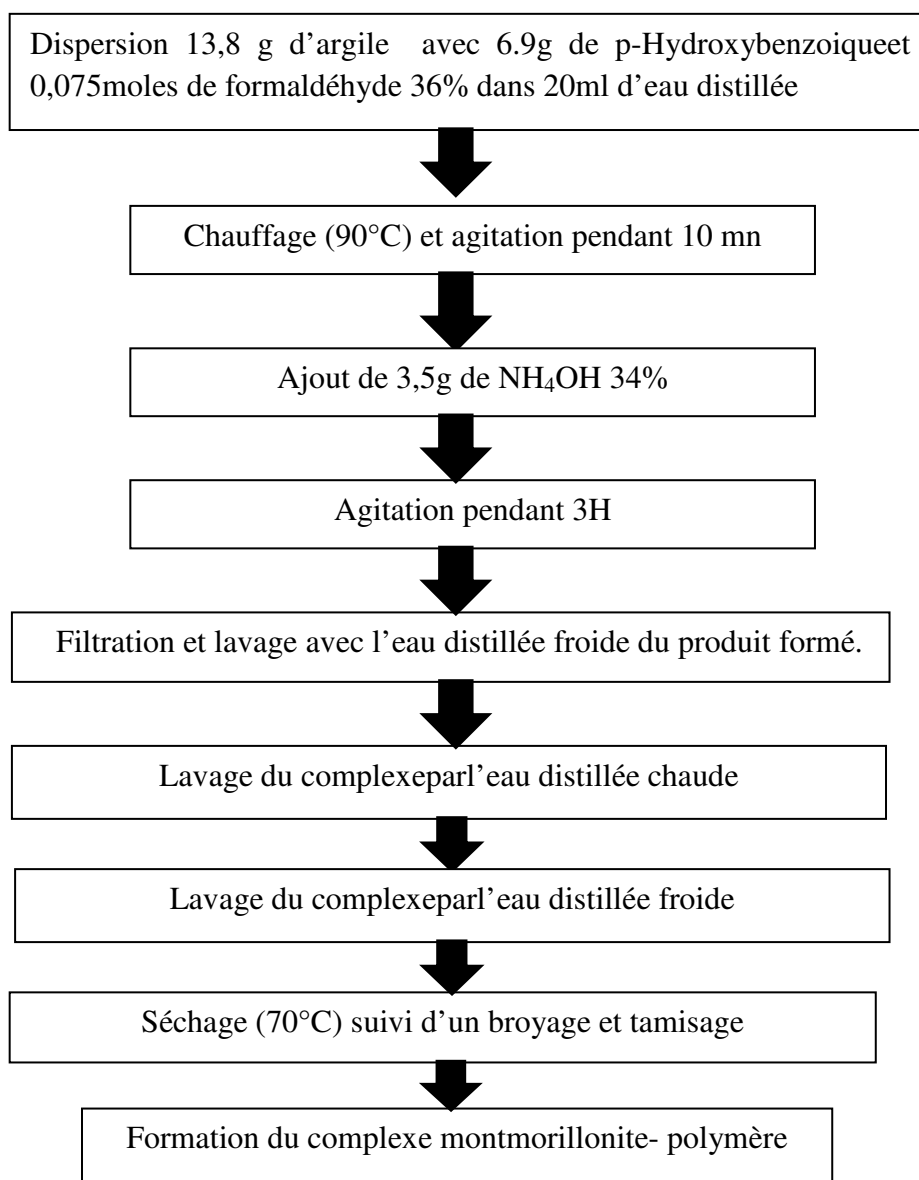 Dispersion 13,8 g d’argile avec 6.9g de p-Hydroxybenzoiqueet
0,075moles de formaldéhyde 36% dans 20ml d’eau distillée
Chauffage (90°C) et agitation pendant 10 mn
Ajout de 3,5g de NH₄OH 34%
Agitation pendant 3H
Filtration et lavage avec l’eau distillée froide du produit formé.
Lavage du complexeparl’eau distillée chaude
Lavage du complexeparl’eau distillée froide
Séchage (70°C) suivi d’un broyage et tamisage
Formation du complexe montmorillonite- polymère